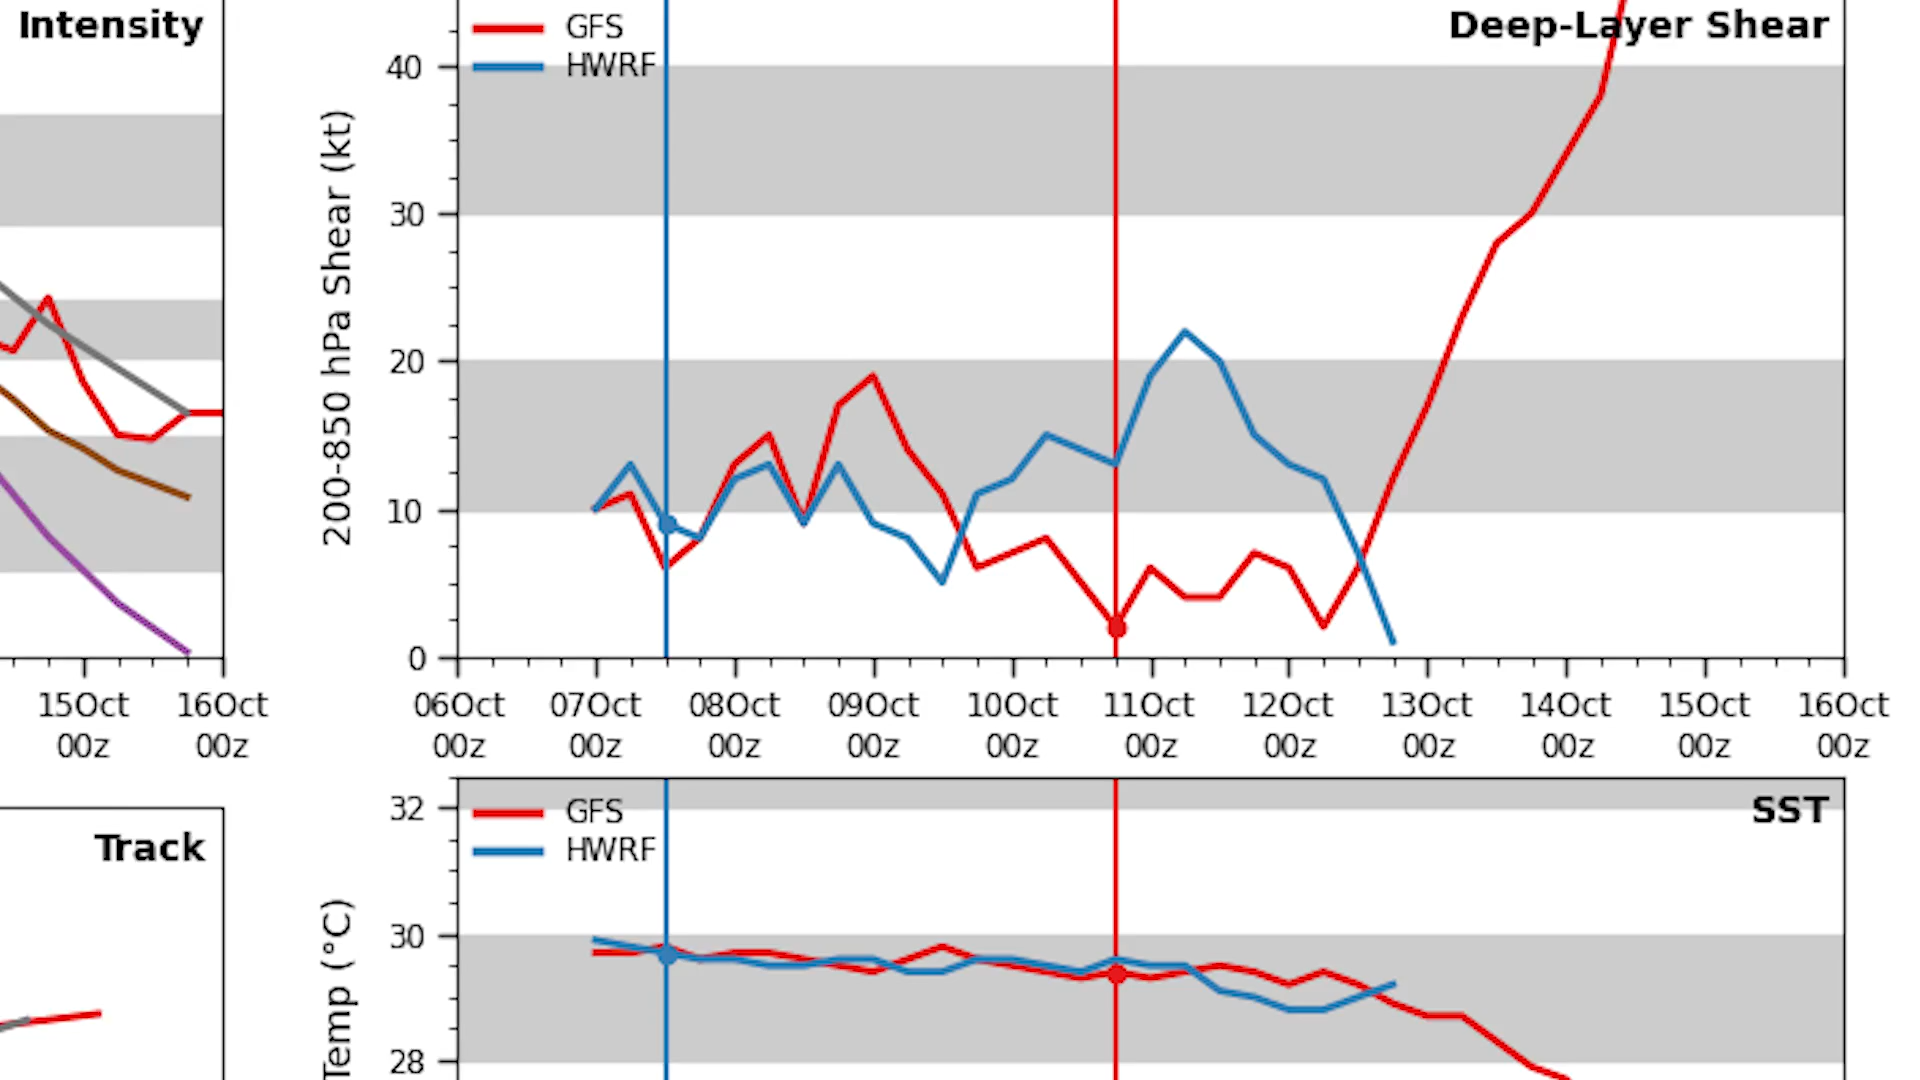 Intensity
15Oct 16Oct
00z 00z
Track
GFS
HWRF
Deep-Layer Shear
200-850 hPa Shear (kt)
40
30
20
10
0
06Oct 07Oct 08Oct 09Oct 10Oct 11Oct 12Oct 13Oct 14Oct 15Oct 16Oct
00z 00z 00z 00z 00z 00z 00z 00z 00z 00z 00z
GFS
HWRF
SST
Temp (°C)
32
30
28